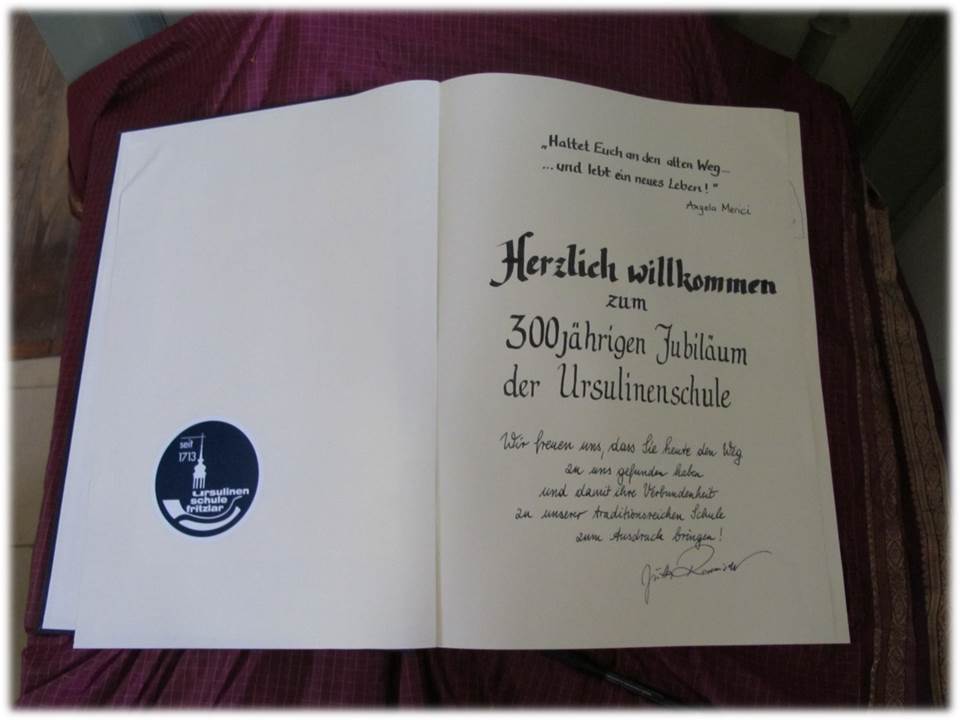 seit
1713
Ursulinen
schule
fritzlar
„Haltet Euch an den alten Weg...
...und lebt ein neues Leben!"
Angela Merici
Herzlich willkommen
zum
300jährigen Jubiläum
der Ursulinenschule
Wir freuen uns, dass Sie heute den Weg
zu uns gefunden haben
und damit ihre Verbundenheit
zu unserer traditionsreichen Schule
zum Ausdruck bringen!